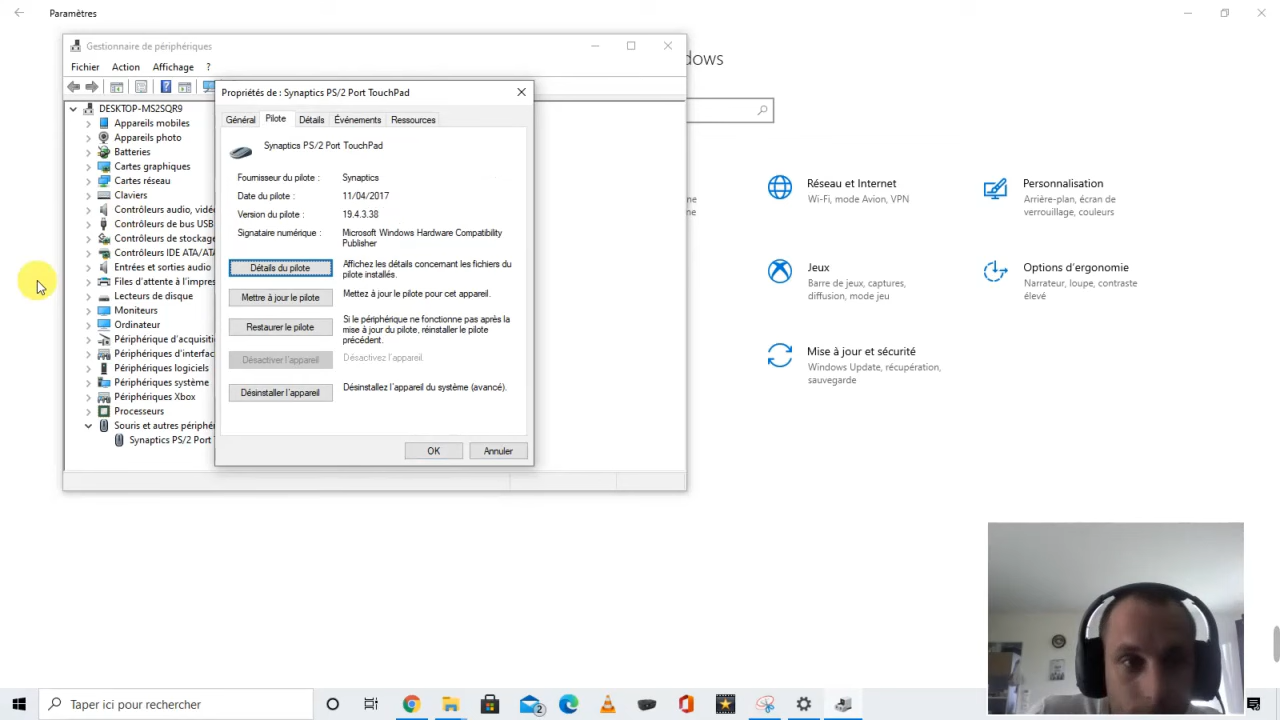 Paramètres
Gestionnaire de périphériques
Fichier Action Affichage ?
DESKTOP-MS2SQR9
Appareils mobiles
Appareils photo
Batteries
Cartes graphiques
Cartes réseau
Claviers
Contrôleurs audio, vidé
Contrôleurs de bus USB
Contrôleurs de stockage
Contrôleurs IDE ATA/ATA
Entrées et sorties audio
Files d'attente à l'impres
Lecteurs de disque
Moniteurs
Ordinateur
Périphérique d'acquisiti
Périphériques d'interfac
Périphériques logiciels
Périphériques système
Périphériques Xbox
Processeurs
Souris et autres périphé
Synaptics PS/2 Port
Propriétés de : Synaptics PS/2 Port TouchPad
Général Pilote Détails Événements Ressources
Synaptics PS/2 Port TouchPad
Fournisseur du pilote : Synaptics
Date du pilote : 11/04/2017
Version du pilote : 19.4.3.38
Signataire numérique : Microsoft Windows Hardware Compatibility
Publisher
Détails du pilote
Affichez les détails concernant les fichiers du
pilote installés.
Mettre à jour le pilote
Mettez à jour le pilote pour cet appareil.
Restaurer le pilote
Si le périphérique ne fonctionne pas après la
mise à jour du pilote, réinstaller le pilote
précédent.
Désactiver l'appareil
Désactivez l'appareil.
Désinstaller l'appareil
Désinstallez l'appareil du système (avancé).
OK Annuler
dows
ne
me
Réseau et Internet
Wi-Fi, mode Avion, VPN
Personnalisation
Arrière-plan, écran de
verrouillage, couleurs
Jeux
Barre de jeux, captures,
diffusion, mode jeu
Options d'ergonomie
Narrateur, loupe, contraste
élevé
Mise à jour et sécurité
Windows Update, récupération,
sauvegarde
Taper ici pour rechercher
2